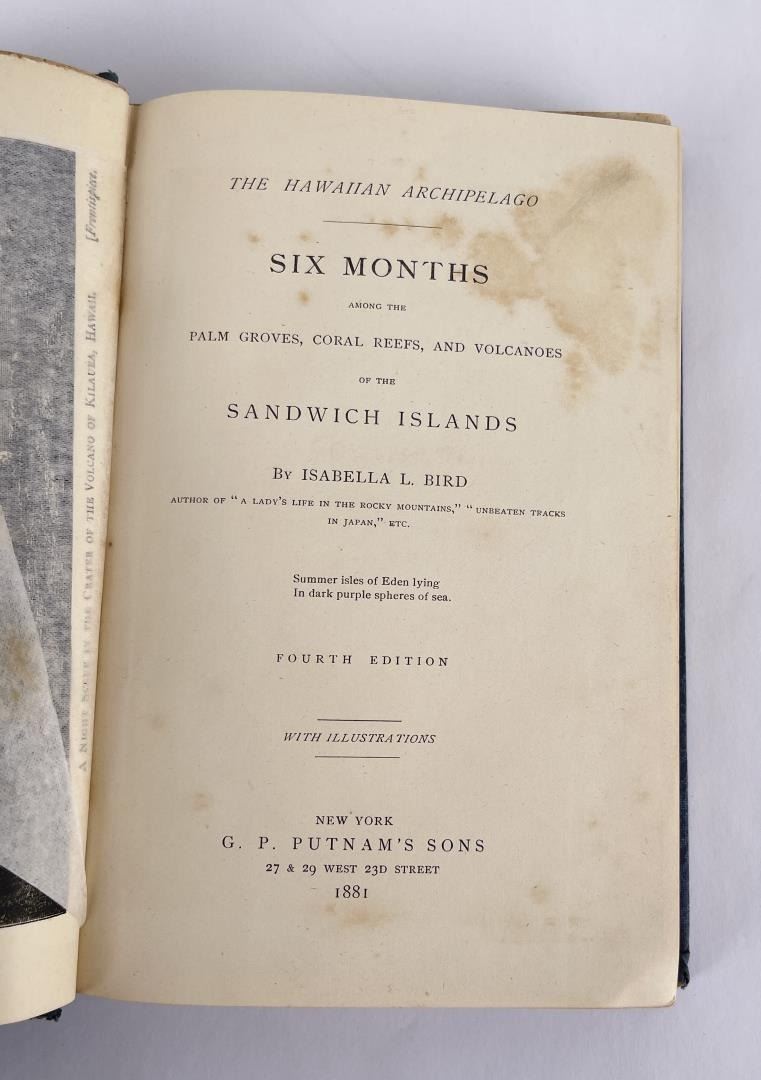 A NIGHT SCENE IN THE CRATER OF THE VOLCANO OF KILAUEA, HAWAII. [Frontispiece.
THE HAWAIIAN ARCHIPELAGO
SIX MONTHS
AMONG THE
PALM GROVES, CORAL REEFS, AND VOLCANOES
OF THE
SANDWICH ISLANDS
BY ISABELLA L. BIRD
AUTHOR OF "A LADY'S LIFE IN THE ROCKY MOUNTAINS," "UNBEATEN TRACKS
IN JAPAN," ETC.
Summer isles of Eden lying
In dark purple spheres of sea.
FOURTH EDITION
WITH ILLUSTRATIONS
NEW YORK
G. P. PUTNAM'S SONS
27 & 29 WEST 23D STREET
1881